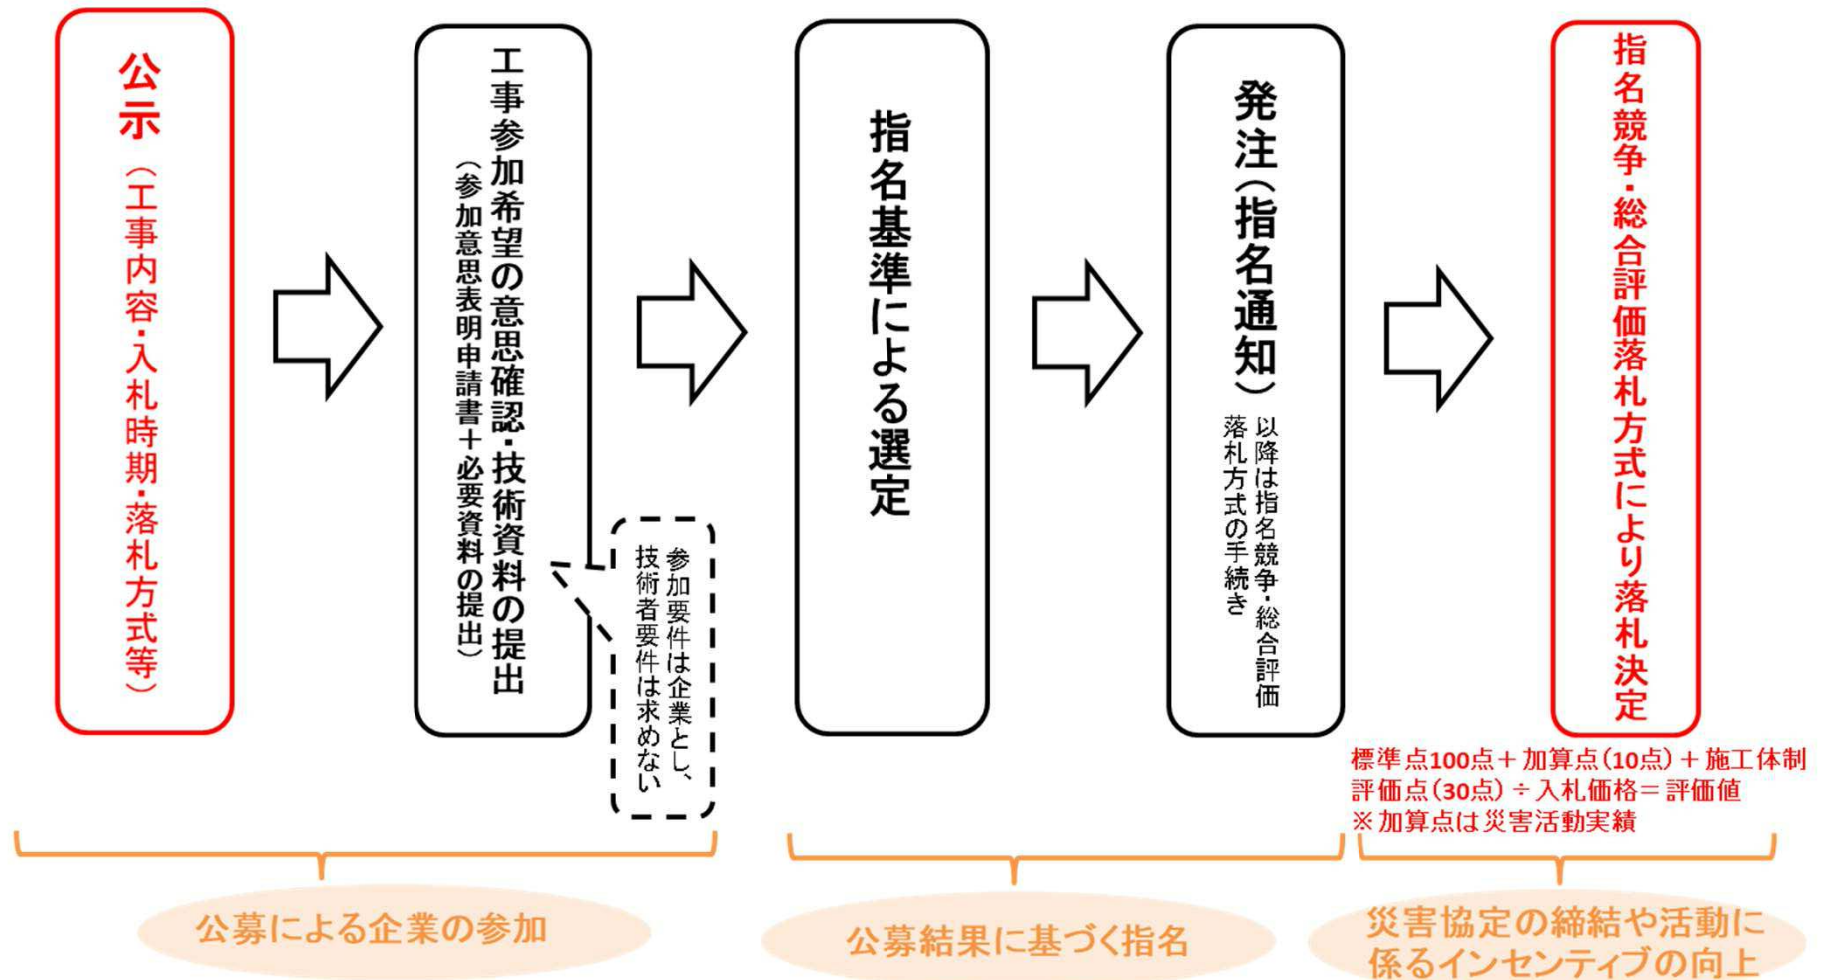 公示（工事内容・入札時期・落札方式等）
工事参加希望の意思確認・技術資料の提出
（参加意思表明申請書＋必要資料の提出）
参加要件は企業とし、
技術者要件は求めない
指名基準による選定
発注（指名通知）
以降は指名競争・総合評価
落札方式の手続き
指名競争・総合評価落札方式により落札決定
標準点100点＋加算点（10点）＋施工体制
評価点（30点）÷入札価格＝評価値
※加算点は災害活動実績
公募による企業の参加
公募結果に基づく指名
災害協定の締結や活動に
係るインセンティブの向上